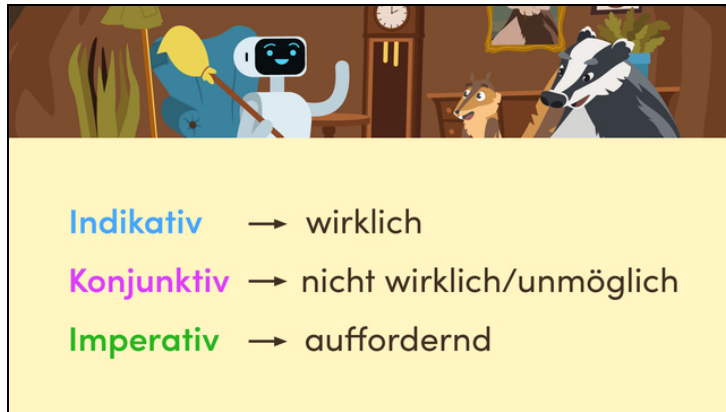 Indikativ → wirklich
Konjunktiv → nicht wirklich/unmöglich
Imperativ → auffordernd